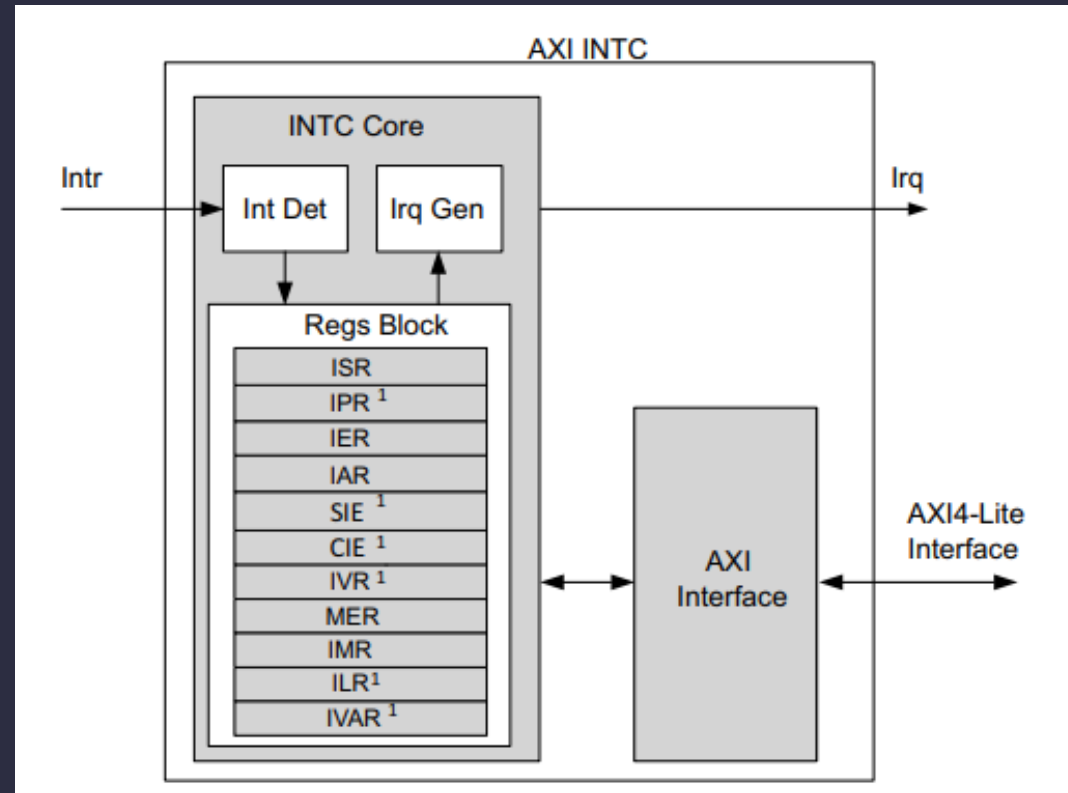 AXI INTC
INTC Core
Intr
Int Det
Irq Gen
Irq
Regs Block
ISR
IPR 1
IER
IAR
SIE 1
CIE 1
IVR 1
MER
IMR
ILR1
IVAR 1
AXI
Interface
AXI4-Lite
Interface